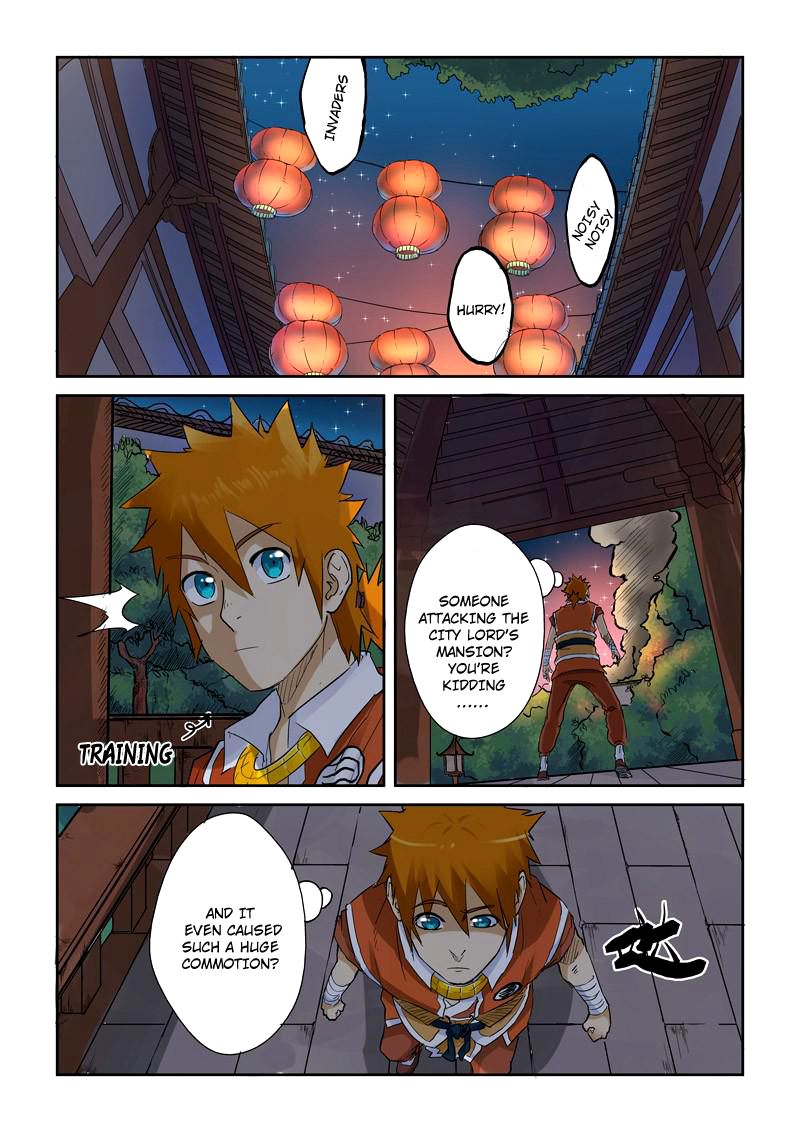 INVADERS
NOISY
NOISY
HURRY!
TRAINING
SOMEONE
ATTACKING THE
CITY LORD'S
MANSION?
YOU'RE
KIDDING
......
AND IT
EVEN CAUSED
SUCH A HUGE
COMMOTION?